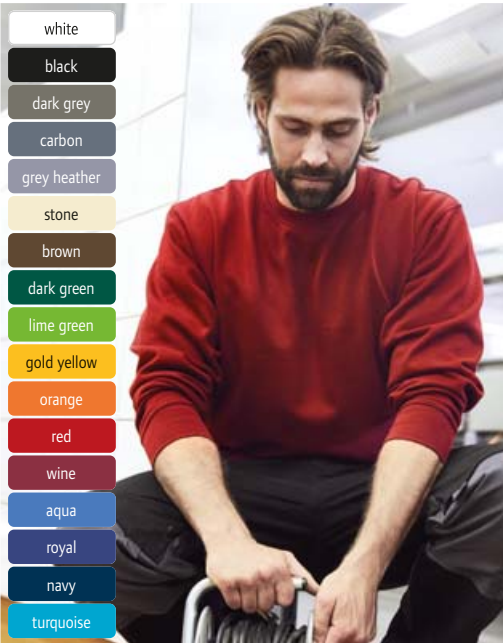 white
black
dark grey
carbon
grey heather
stone
brown
dark green
lime green
gold yellow
orange
red
wine
aqua
royal
navy
turquoise